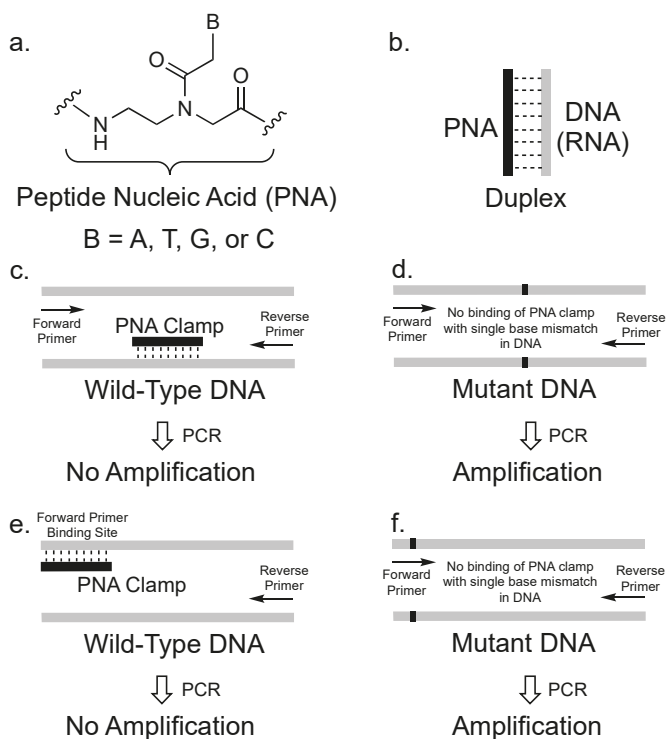 a.
B
O
O
N
N
H
Peptide Nucleic Acid (PNA)
B = A, T, G, or C
b.
PNA
DNA
(RNA)
Duplex
c.
Forward
Primer
PNA Clamp
Reverse
Primer
Wild-Type DNA
PCR
No Amplification
d.
Forward
Primer
No binding of PNA clamp
with single base mismatch
in DNA
Reverse
Primer
Mutant DNA
PCR
Amplification
e.
Forward Primer
Binding Site
PNA Clamp
Reverse
Primer
Wild-Type DNA
PCR
No Amplification
f.
Forward
Primer
No binding of PNA clamp
with single base mismatch
in DNA
Reverse
Primer
Mutant DNA
PCR
Amplification